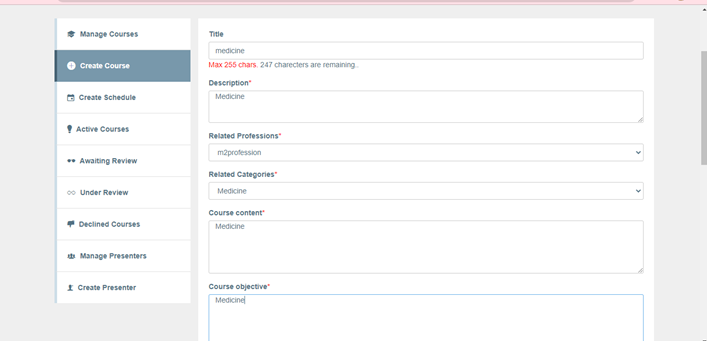 Manage Courses
Create Course
Create Schedule
Active Courses
Awaiting Review
Under Review
Declined Courses
Manage Presenters
Create Presenter
Title
medicine
Max 255 chars. 247 charecters are remaining..
Description*
Medicine
Related Professions*
m2profession
Related Categories*
Medicine
Course content*
Medicine
Course objective*
Medicine